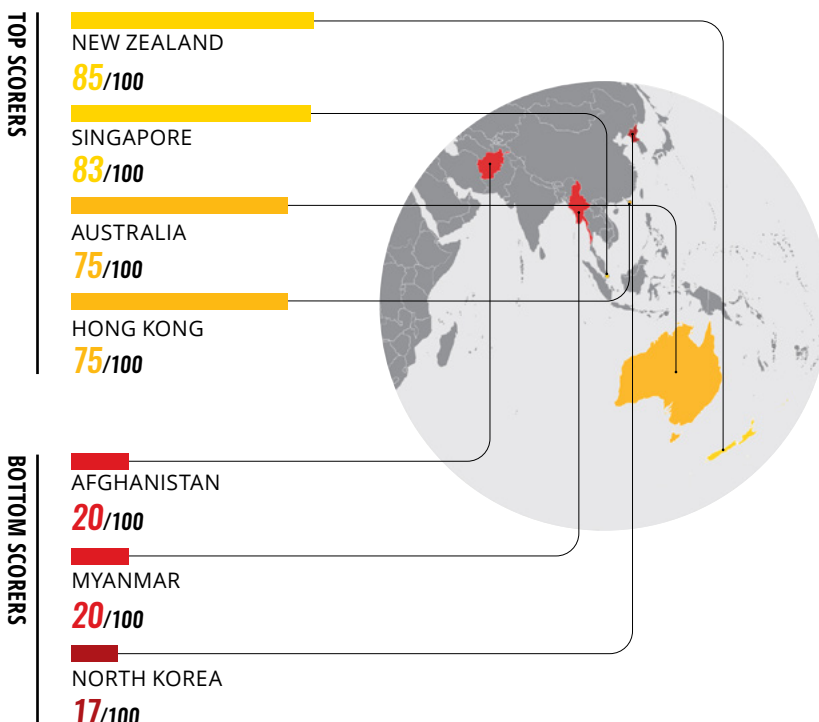 TOP SCORERS
NEW ZEALAND
85/100
SINGAPORE
83/100
AUSTRALIA
75/100
HONG KONG
75/100
BOTTOM SCORERS
AFGHANISTAN
20/100
MYANMAR
20/100
NORTH KOREA
17/100